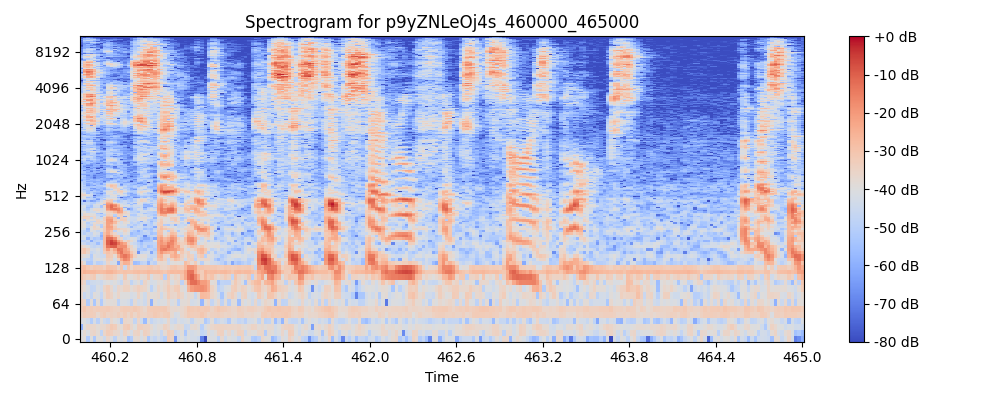 Spectrogram for p9yZNLeOj4s_460000_465000
Hz
8192
4096
2048
1024
512
256
128
64
0
460.2 460.8 461.4 462.0 462.6 463.2 463.8 464.4 465.0
Time
+0 dB
-10 dB
-20 dB
-30 dB
-40 dB
-50 dB
-60 dB
-70 dB
-80 dB